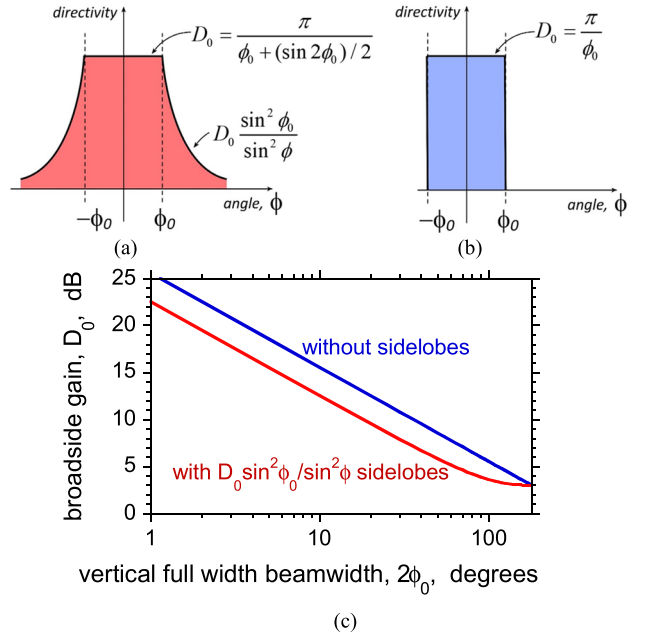 directivity
D₀ = π / (ϕ₀ + (sin 2ϕ₀) / 2)
D₀ sin² ϕ₀ / sin² ϕ
−ϕ₀
ϕ₀
angle, ϕ
(a)
directivity
D₀ = π / ϕ₀
−ϕ₀
ϕ₀
angle, ϕ
(b)
broadside gain, D₀, dB
25
20
15
10
5
0
without sidelobes
with D₀sin²ϕ₀/sin²ϕ sidelobes
1
10
100
vertical full width beamwidth, 2ϕ₀, degrees
(c)